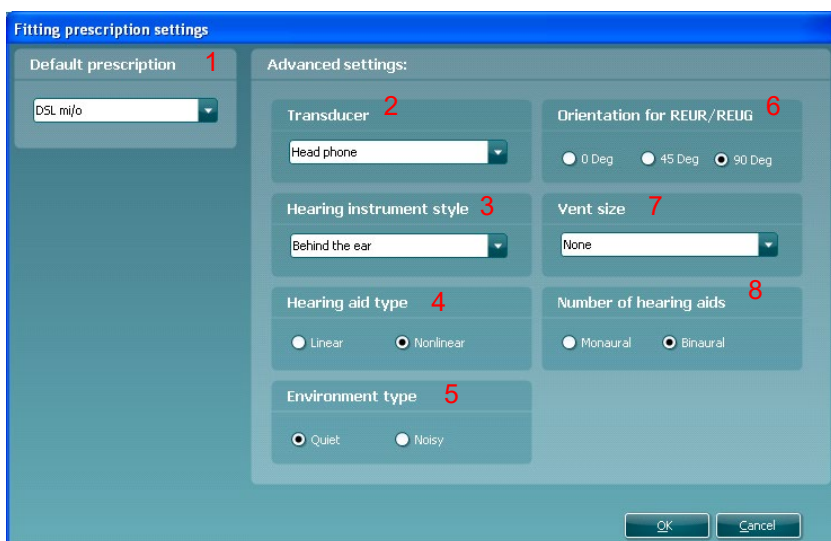 Fitting prescription settings
Default prescription 1
DSL mi/o
Advanced settings:
Transducer 2
Head phone
Hearing instrument style 3
Behind the ear
Hearing aid type 4
Linear Nonlinear
Environment type 5
Quiet Noisy
Orientation for REUR/REUG 6
0 Deg 45 Deg 90 Deg
Vent size 7
None
Number of hearing aids 8
Monaural Binaural
OK Cancel